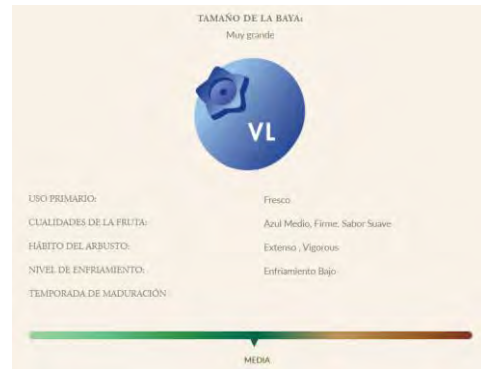 TAMAÑO DE LA BAYA:
Muy grande
VL
USO PRIMARIO: Fresco
CUALIDADES DE LA FRUTA: Azul Medio, Firme, Sabor Suave
HÁBITO DEL ARBUSTO: Extenso , Vigorous
NIVEL DE ENFRIAMIENTO: Enfriamiento Bajo
TEMPORADA DE MADURACIÓN
MEDIA